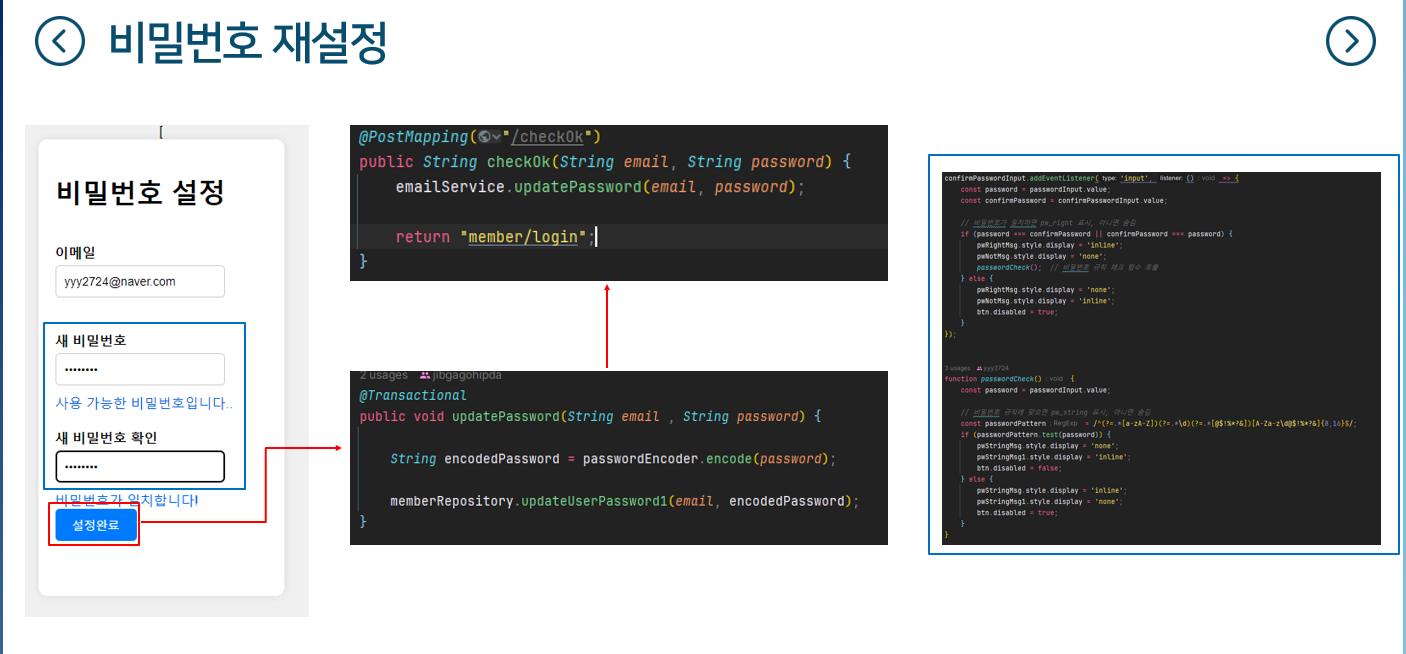 비밀번호 재설정
[
비밀번호 설정
이메일
yyy2724@naver.com
새 비밀번호
••••••••
사용 가능한 비밀번호입니다..
새 비밀번호 확인
••••••••
비밀번호가 일치합니다!
설정완료
@PostMapping("/checkOk")
public String checkOk(String email, String password) {
emailService.updatePassword(email, password);
return "member/login";
}
2 usages jibgagohipda
@Transactional
public void updatePassword(String email , String password) {
String encodedPassword = passwordEncoder.encode(password);
memberRepository.updateUserPassword1(email, encodedPassword);
}
confirmPasswordInput.addEventListener( type: 'input', listener: () : void => {
const password = passwordInput.value;
const confirmPassword = confirmPasswordInput.value;
// 비밀번호가 일치하면 pw_right 표시, 아니면 숨김
if (password === confirmPassword || confirmPassword === password) {
pwRightMsg.style.display = 'inline';
pwNotMsg.style.display = 'none';
passwordCheck(); // 비밀번호 규칙 체크 함수 호출
} else {
pwRightMsg.style.display = 'none';
pwNotMsg.style.display = 'inline';
btn.disabled = true;
}
});
usages yyy2724
function passwordCheck() : void {
const password = passwordInput.value;
// 비밀번호 규칙에 맞으면 pw_string 표시, 아니면 숨김
const passwordPattern : RegExp = /^(?=.*[a-zA-Z])(?=.*\d)(?=.*[@$!%*?&])[A-Za-z\d@$!%*?&]{8,16}$/;
if (passwordPattern.test(password)) {
pwStringMsg.style.display = 'none';
pwStringMsg1.style.display = 'inline';
btn.disabled = false;
} else {
pwStringMsg.style.display = 'inline';
pwStringMsg1.style.display = 'none';
btn.disabled = true;
}
}